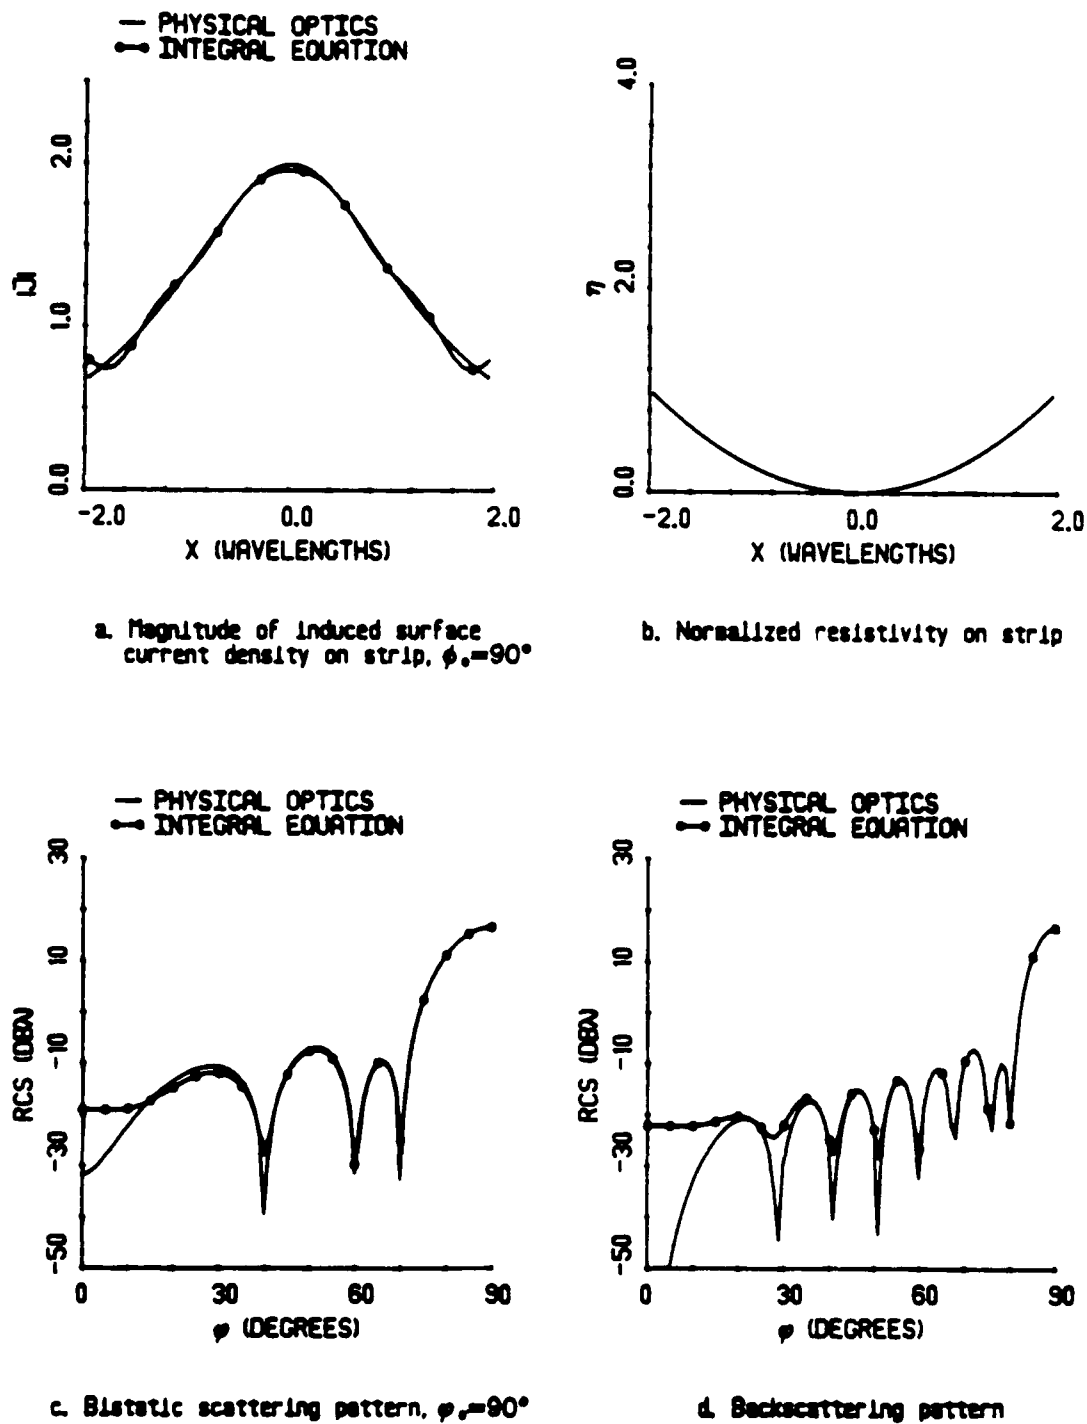 — PHYSICAL OPTICS
•—• INTEGRAL EQUATION
|J|
2.0
1.0
0.0
-2.0 0.0 2.0
X (WAVELENGTHS)
a. Magnitude of induced surface
current density on strip, ϕ₀=90°
η
4.0
2.0
0.0
-2.0 0.0 2.0
X (WAVELENGTHS)
b. Normalized resistivity on strip
— PHYSICAL OPTICS
•—• INTEGRAL EQUATION
RCS (DBλ)
30
10
-10
-30
-50
0 30 60 90
φ (DEGREES)
c. Bistatic scattering pattern, φ₀=90°
— PHYSICAL OPTICS
•—• INTEGRAL EQUATION
RCS (DBλ)
30
10
-10
-30
-50
0 30 60 90
φ (DEGREES)
d. Backscattering pattern